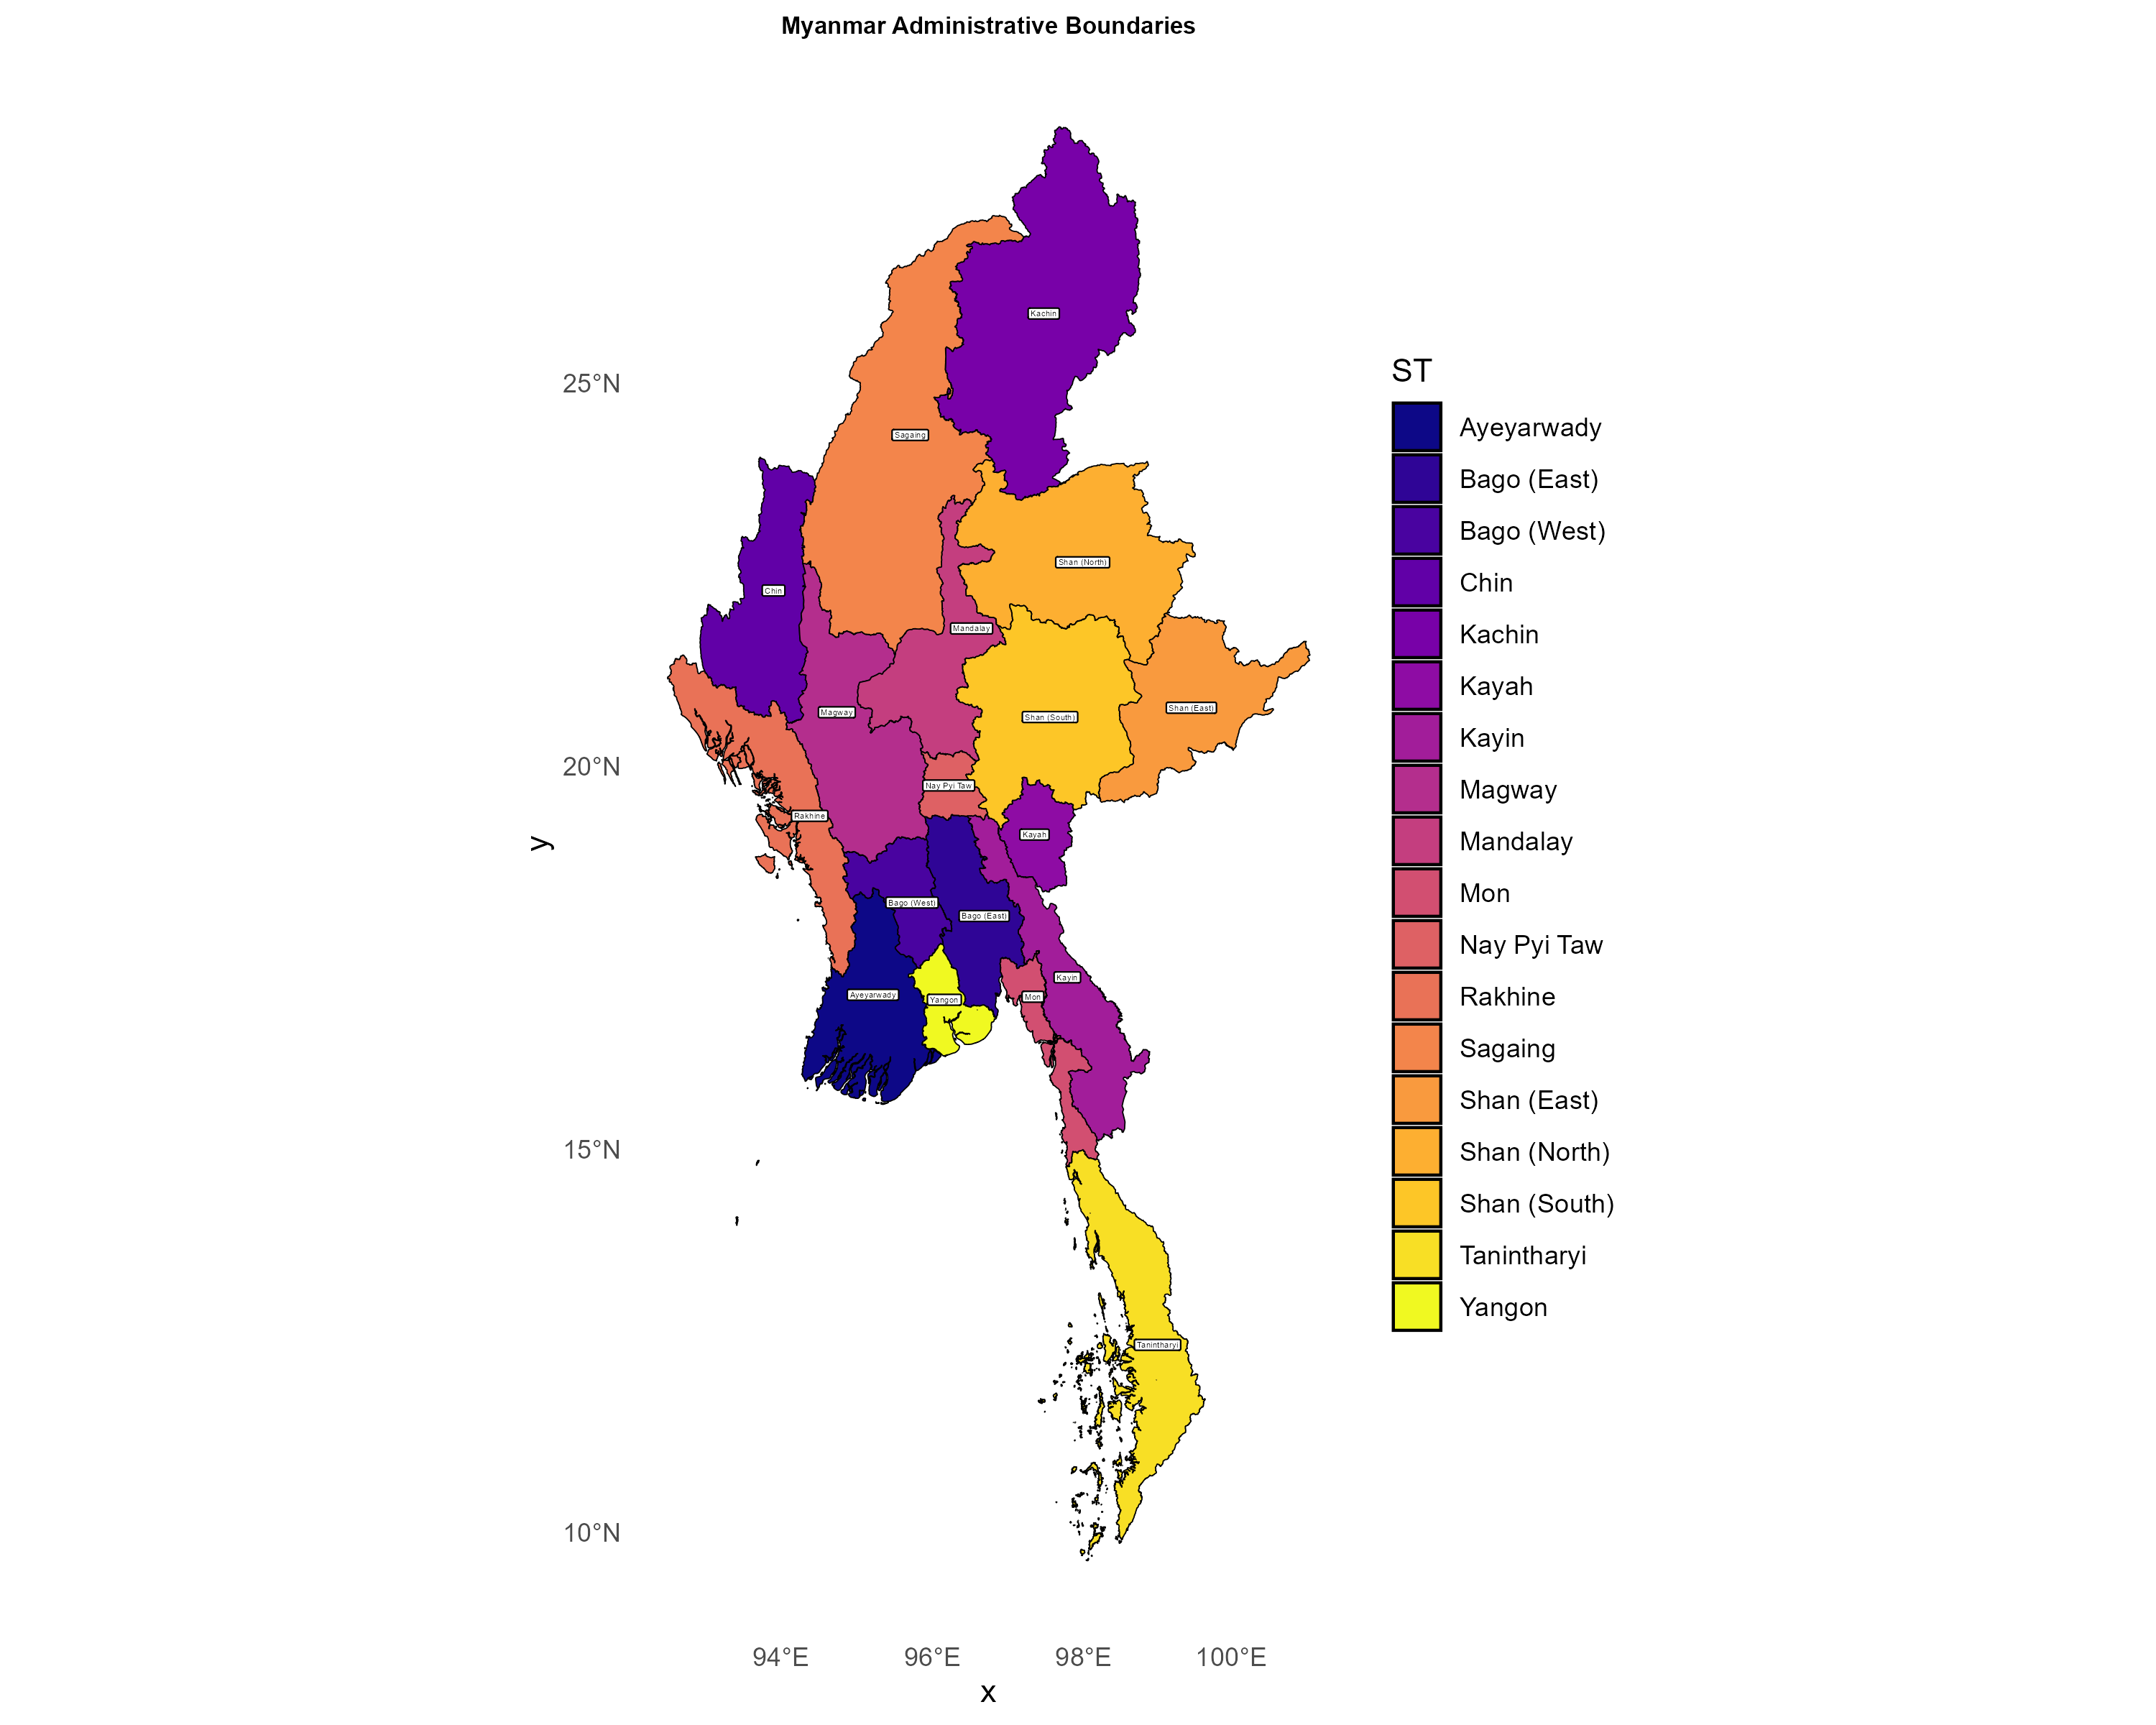 Myanmar Administrative Boundaries
Kachin
25°N
ST
Ayeyarwady
Sagaing
Bago (East)
Bago (West)
Shan (North)
Chin
Chin
Mandalay
Kachin
Kayah
Shan (East)
Magway
Shan (South)
Kayin
20°N
Nay Pyi Taw
Magway
Rakhine
Kayah
Mandalay
y
Mon
Bago (West)
Bago (East)
Nay Pyi Taw
Kayin
Ayeyarwady
Yangon
Mon
Rakhine
Sagaing
Shan (East)
15°N
Shan (North)
Shan (South)
Tanintharyi
Yangon
Tanintharyi
10°N
94°E 96°E 98°E 100°E
x